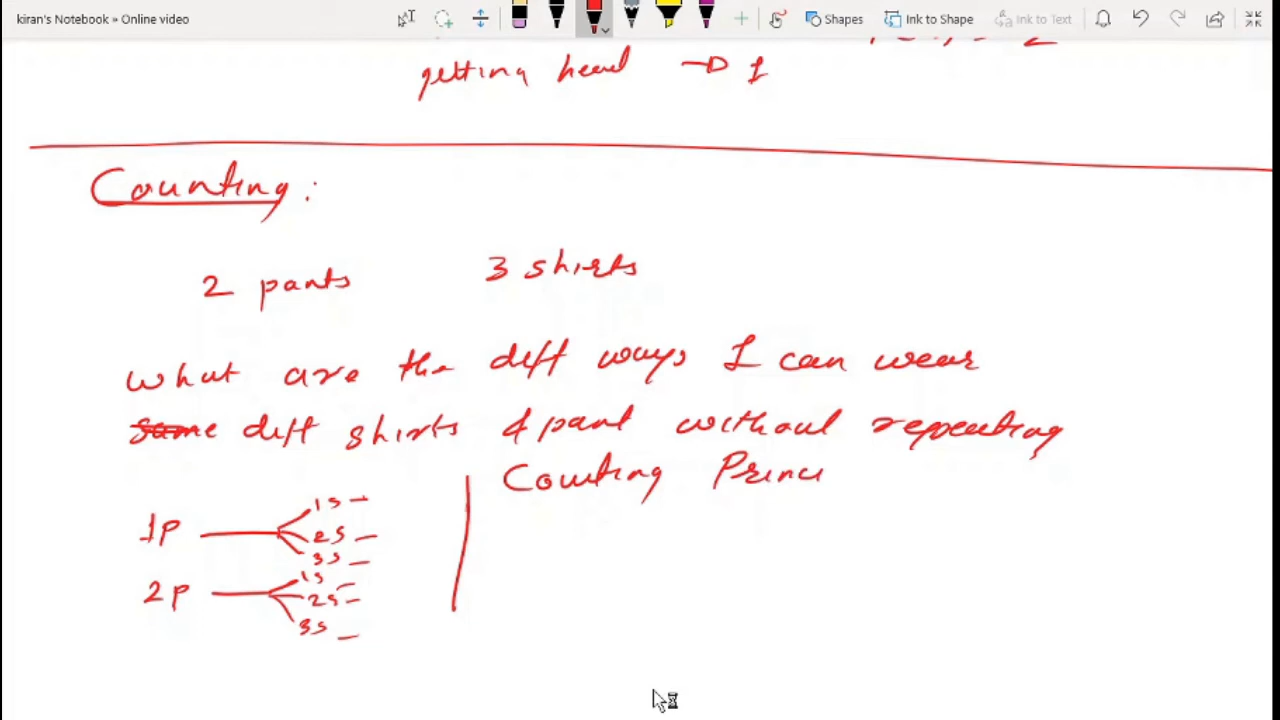 kiran's Notebook » Online video
Shapes
Ink to Shape
Ink to Text
getting head → 1
Counting:
2 pants 3 shirts
What are the diff ways I can wear
same diff shirts & pant without repeating
Counting Princ
1P
1S
2S
3S
2P
1S
2S
3S